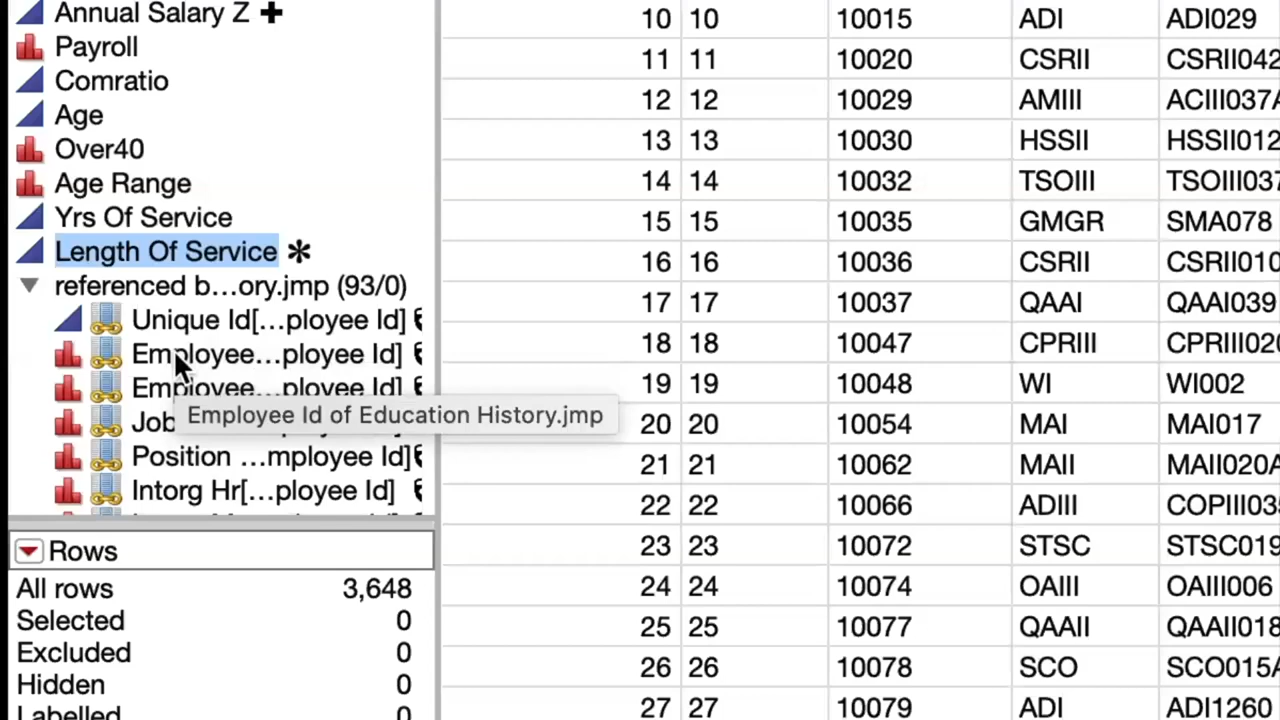 Annual Salary Z
Payroll
Comratio
Age
Over40
Age Range
Yrs Of Service
Length Of Service *
referenced b...ory.jmp (93/0)
Unique Id[...ployee Id]
Employee...ployee Id]
Employee...ployee Id]
Employee Id of Education History.jmp
Job
Position ...mployee Id]
Intorg Hr[...ployee Id]
Rows
All rows 3,648
Selected 0
Excluded 0
Hidden 0
Labelled 0
10 10 10015 ADI ADI029
11 11 10020 CSRII CSRII042
12 12 10029 AMIII ACIII037A
13 13 10030 HSSII HSSII012
14 14 10032 TSOIII TSOIII037
15 15 10035 GMGR SMA078
16 16 10036 CSRII CSRII010
17 17 10037 QAAI QAAI039
18 18 10047 CPRIII CPRIII020
19 19 10048 WI WI002
20 20 10054 MAI MAI017
21 21 10062 MAII MAII020A
22 22 10066 ADIII COPIII035
23 23 10072 STSC STSC019
24 24 10074 OAIII OAIII006
25 25 10077 QAAII QAAII018
26 26 10078 SCO SCO015A
27 27 10079 ADI ADI1260